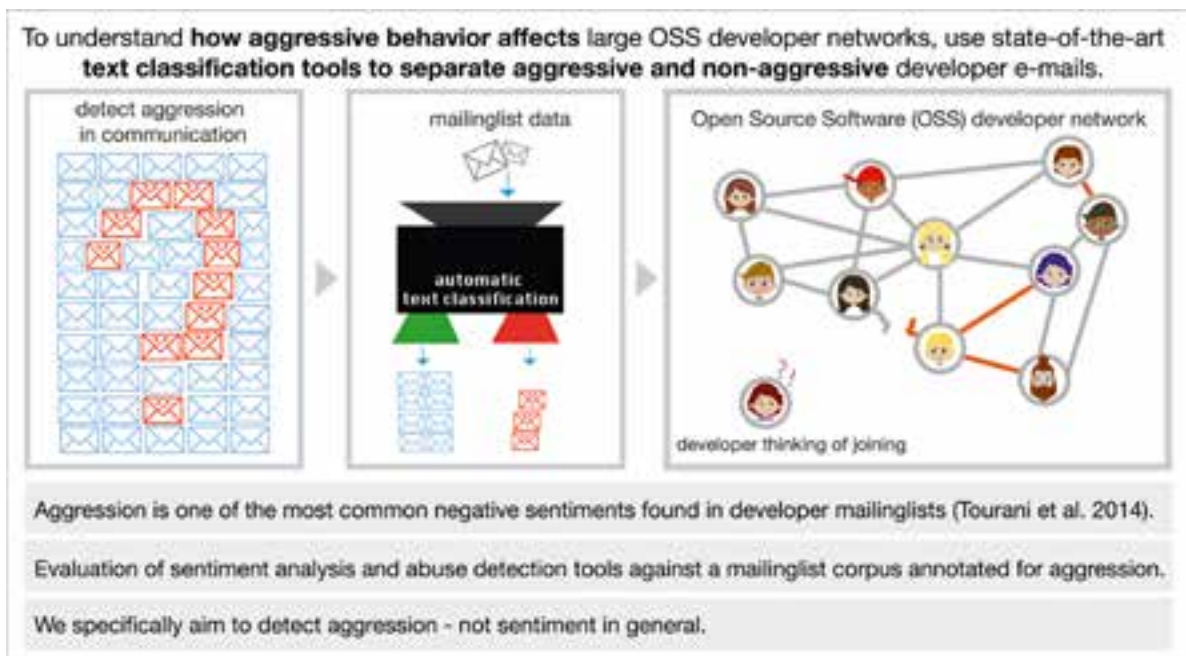 To understand how aggressive behavior affects large OSS developer networks, use state-of-the-art
text classification tools to separate aggressive and non-aggressive developer e-mails.
detect aggression
in communication
mailinglist data
automatic
text classification
Open Source Software (OSS) developer network
??
developer thinking of joining
Aggression is one of the most common negative sentiments found in developer mailinglists (Tourani et al. 2014).
Evaluation of sentiment analysis and abuse detection tools against a mailinglist corpus annotated for aggression.
We specifically aim to detect aggression - not sentiment in general.